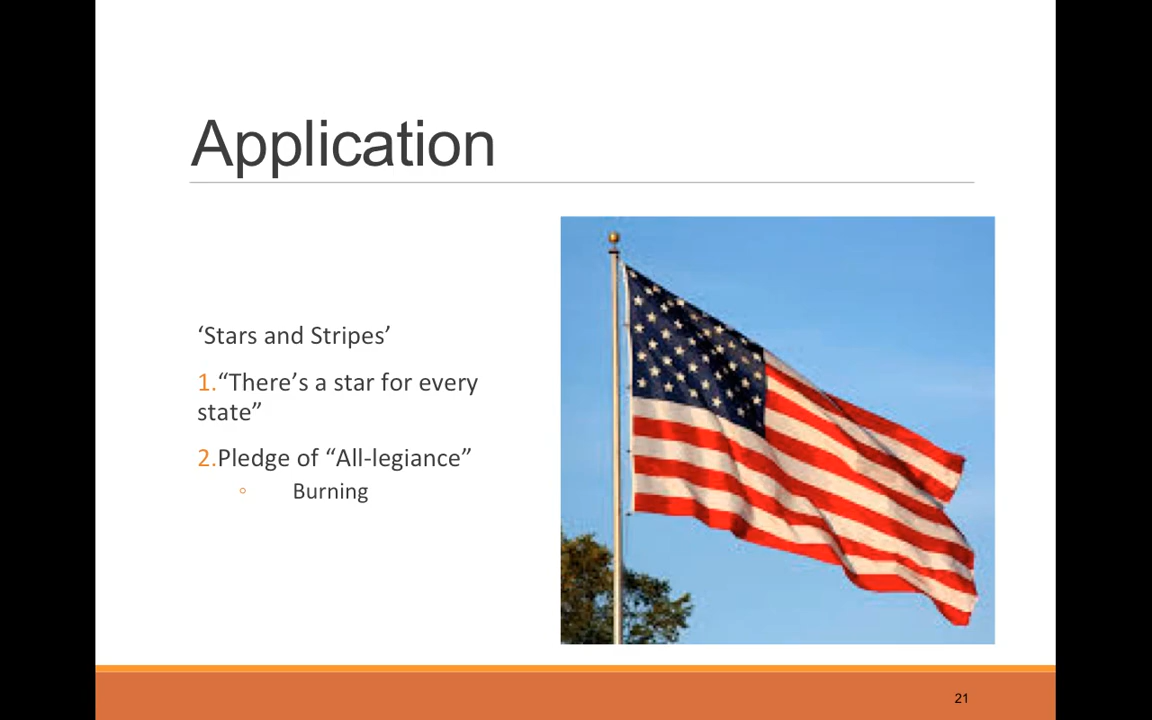 Application
‘Stars and Stripes’
1.“There’s a star for every
state”
2.Pledge of “All-legiance”
◦ Burning
21